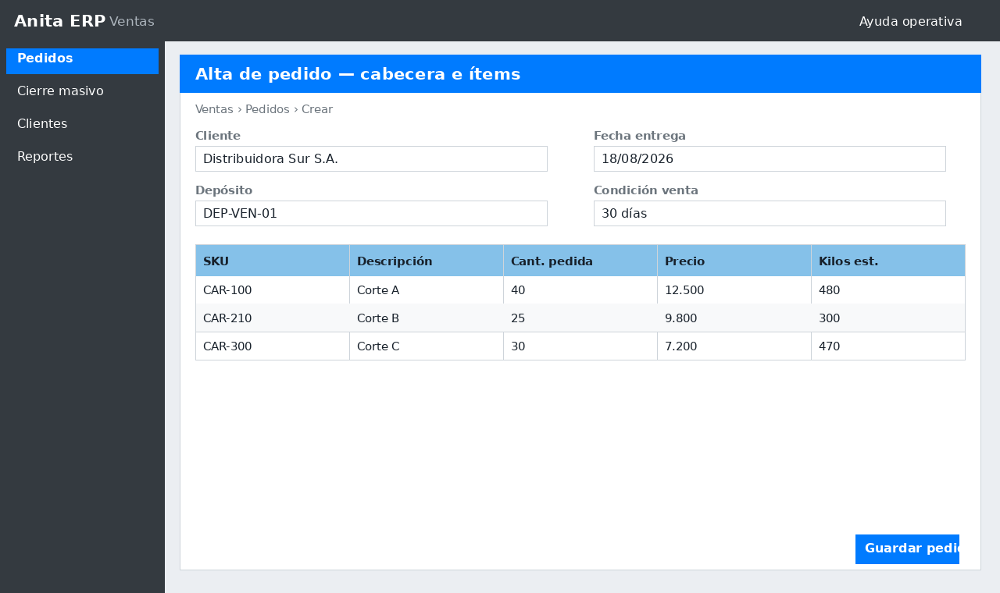 Anita ERP Ventas
Ayuda operativa
Pedidos
Cierre masivo
Clientes
Reportes
Alta de pedido — cabecera e ítems
Ventas › Pedidos › Crear
Cliente
Fecha entrega
Distribuidora Sur S.A.
18/08/2026
Depósito
Condición venta
DEP-VEN-01
30 días
SKU Descripción Cant. pedida Precio Kilos est.
CAR-100 Corte A 40 12.500 480
CAR-210 Corte B 25 9.800 300
CAR-300 Corte C 30 7.200 470
Guardar pedi